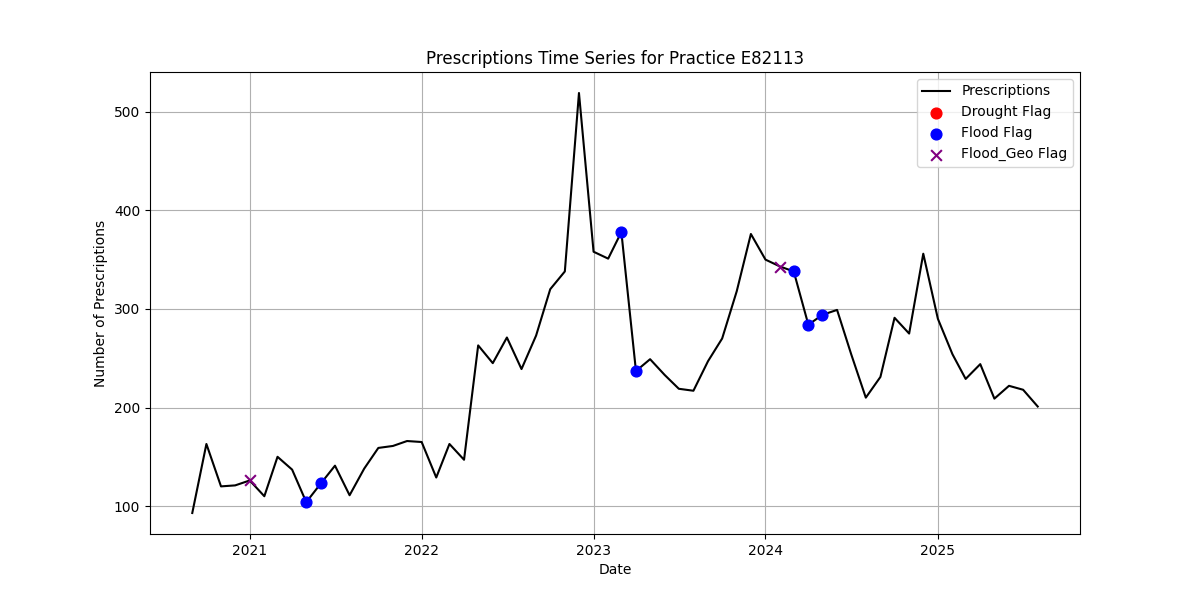 Prescriptions Time Series for Practice E82113
Prescriptions
Drought Flag
Flood Flag
Flood_Geo Flag
Number of Prescriptions
500
400
300
200
100
2021 2022 2023 2024 2025
Date